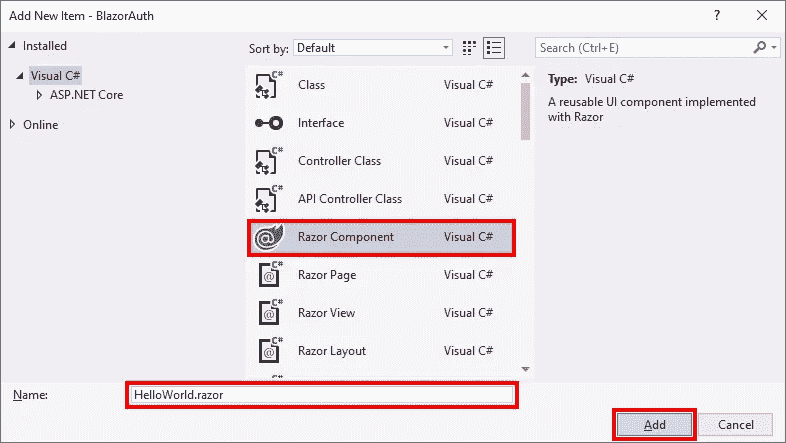 Add New Item - BlazorAuth
? ×
Installed
Visual C#
ASP.NET Core
Online
Sort by: Default
Search (Ctrl+E)
C# Class Visual C#
Interface Visual C#
C# Controller Class Visual C#
C# API Controller Class Visual C#
C# @ Razor Component Visual C#
C# @ Razor Page Visual C#
C# @ Razor View Visual C#
C# @ Razor Layout Visual C#
C#
Type: Visual C#
A reusable UI component implemented
with Razor
Name: HelloWorld.razor
Add Cancel